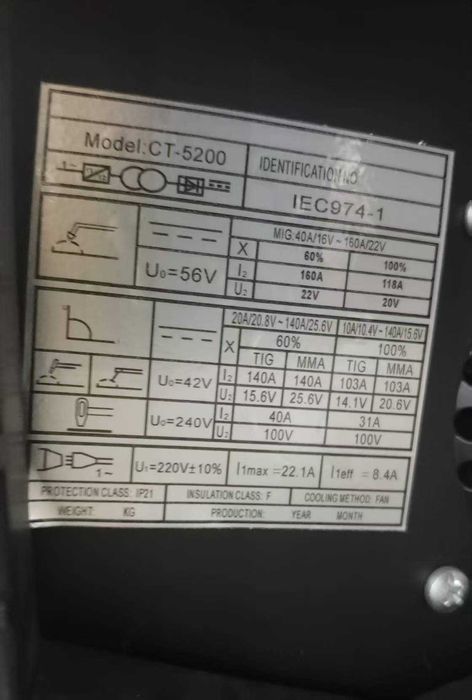 Model:CT-5200
IDENTIFICATION NO
1~
IEC974-1
MIG:40A/16V~160A/22V
X 60% 100%
U₀=56V
I₂ 160A 118A
U₂ 22V 20V
20A/20.8V~140A/25.6V 10A/10.4V~140A/15.6V
X 60% 100%
TIG MMA TIG MMA
U₀=42V
I₂ 140A 140A 103A 103A
U₂ 15.6V 25.6V 14.1V 20.6V
U₀=240V
I₂ 40A 31A
U₂ 100V 100V
1~
U₁=220V±10% I1max =22.1A I1eff =8.4A
PROTECTION CLASS: IP21 INSULATION CLASS: F COOLING METHOD: FAN
WEIGHT: KG PRODUCTION: YEAR MONTH